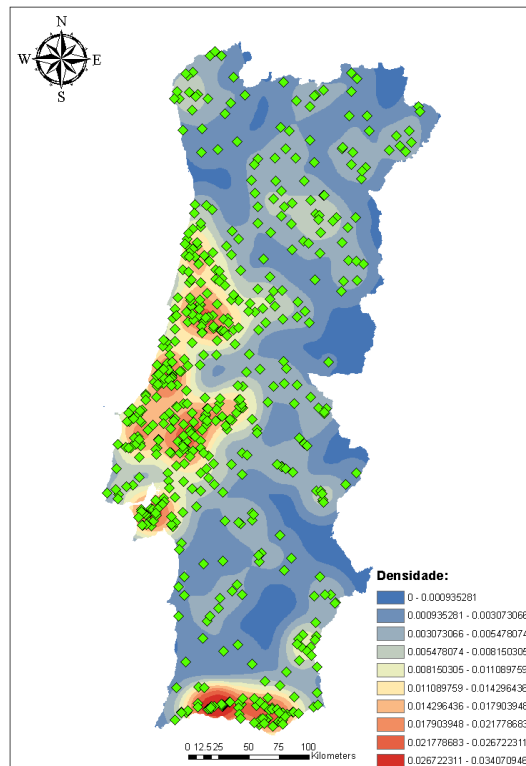 N
W E
S
Densidade:
0 - 0.000935281
0.000935281 - 0.003073066
0.003073066 - 0.005478074
0.005478074 - 0.008150305
0.008150305 - 0.011089759
0.011089759 - 0.014296436
0.014296436 - 0.017903948
0.017903948 - 0.021778683
0.021778683 - 0.026722311
0.026722311 - 0.034070946
0 12.525 50 75 100
Kilometers